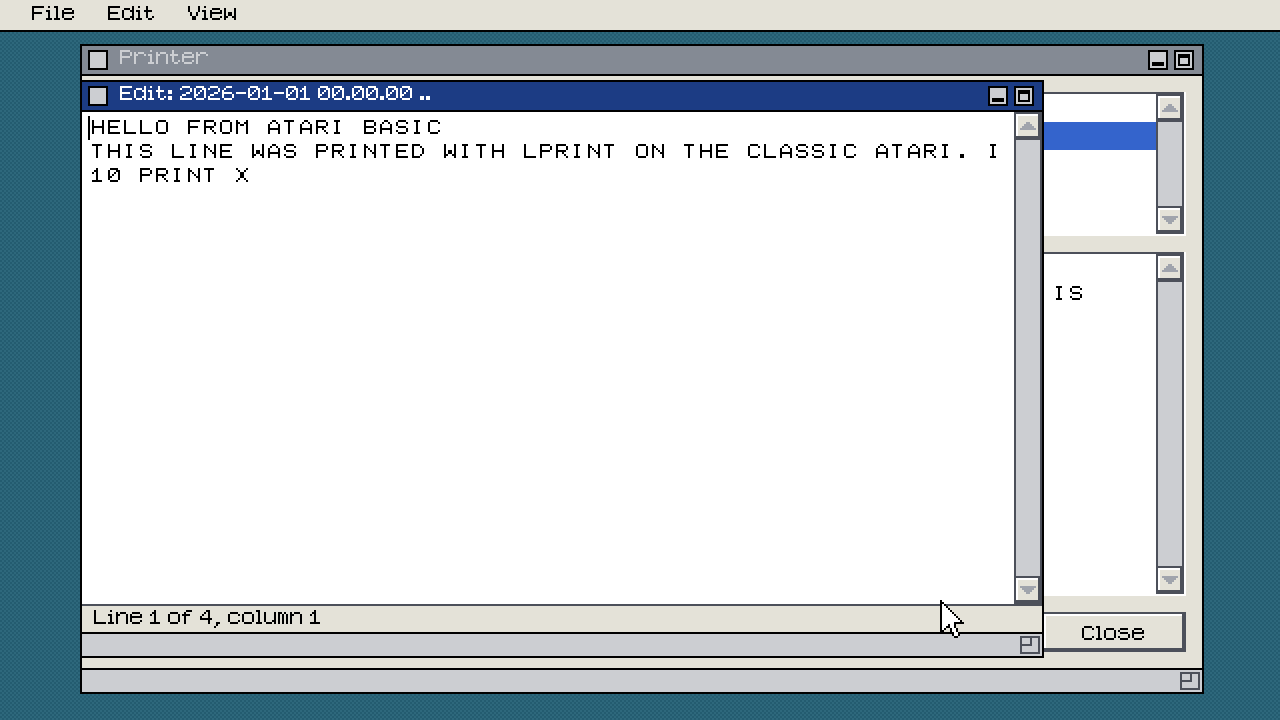 File Edit View
Printer
Edit: 2026-01-01 00.00.00 ..
HELLO FROM ATARI BASIC
THIS LINE WAS PRINTED WITH LPRINT ON THE CLASSIC ATARI. I
10 PRINT X
IS
Line 1 of 4, column 1
Close